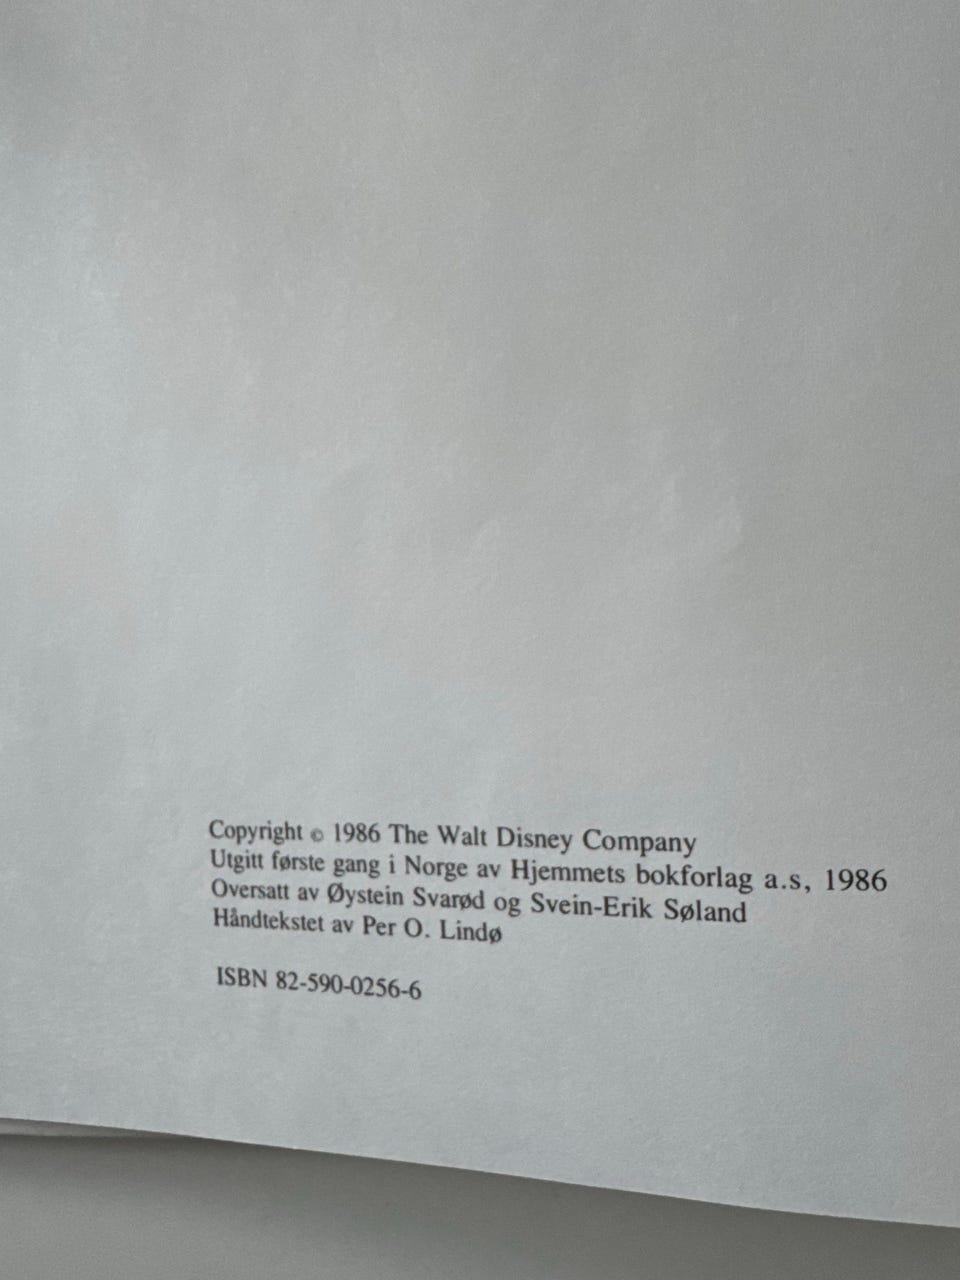 Copyright © 1986 The Walt Disney Company
Utgitt første gang i Norge av Hjemmets bokforlag a.s, 1986
Oversatt av Øystein Svarød og Svein-Erik Søland
Håndtekstet av Per O. Lindø
ISBN 82-590-0256-6